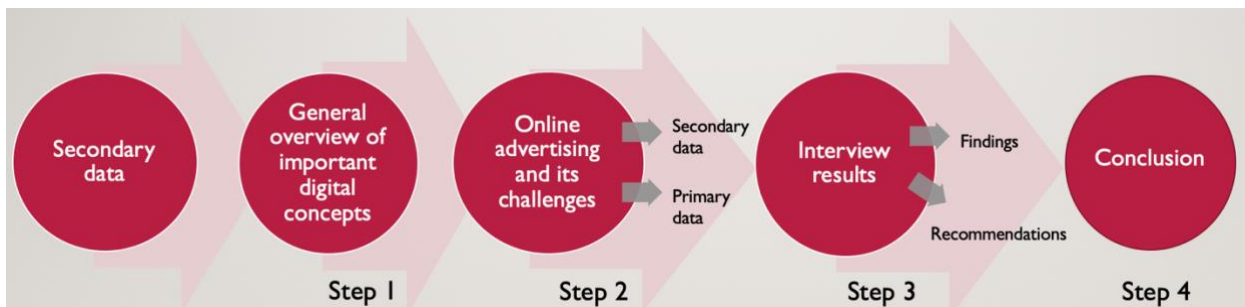 Secondary
data
General
overview of
important
digital
concepts
Step 1
Online
advertising
and its
challenges
Secondary
data
Primary
data
Step 2
Interview
results
Findings
Recommendations
Step 3
Conclusion
Step 4